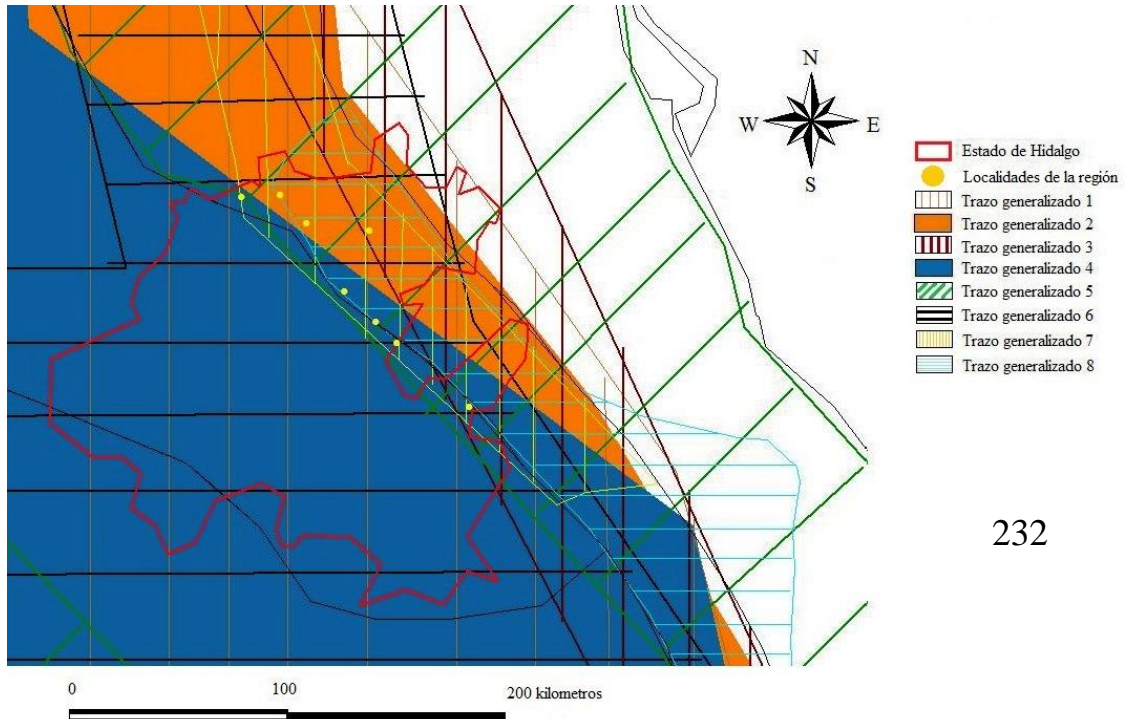 N
W E
S
Estado de Hidalgo
Localidades de la región
Trazo generalizado 1
Trazo generalizado 2
Trazo generalizado 3
Trazo generalizado 4
Trazo generalizado 5
Trazo generalizado 6
Trazo generalizado 7
Trazo generalizado 8
232
0 100 200 kilometros